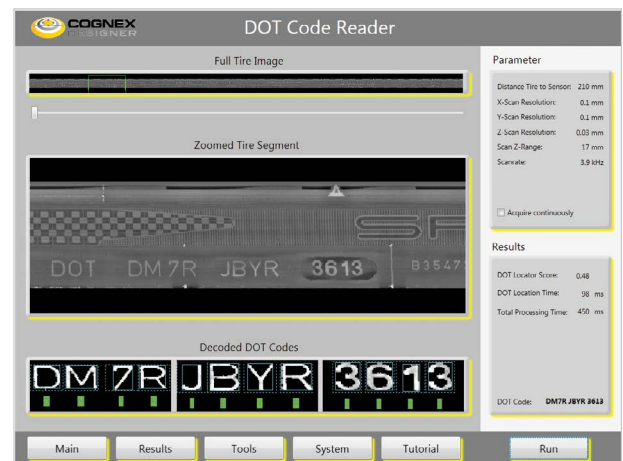 COGNEX
DESIGNER
DOT Code Reader
Full Tire Image
Zoomed Tire Segment
DOT DM7R JBYR 3613 B35473
Decoded DOT Codes
DM 7R JBYR 3613
Parameter
Distance Tire to Sensor: 210 mm
X-Scan Resolution: 0.1 mm
Y-Scan Resolution: 0.1 mm
Z-Scan Resolution: 0.03 mm
Scan Z-Range: 17 mm
Scanrate: 3.9 kHz
Acquire continuously
Results
DOT Locator Score: 0.48
DOT Location Time: 98 ms
Total Processing Time: 450 ms
DOT Code: DM7R JBYR 3613
Main Results Tools System Tutorial Run